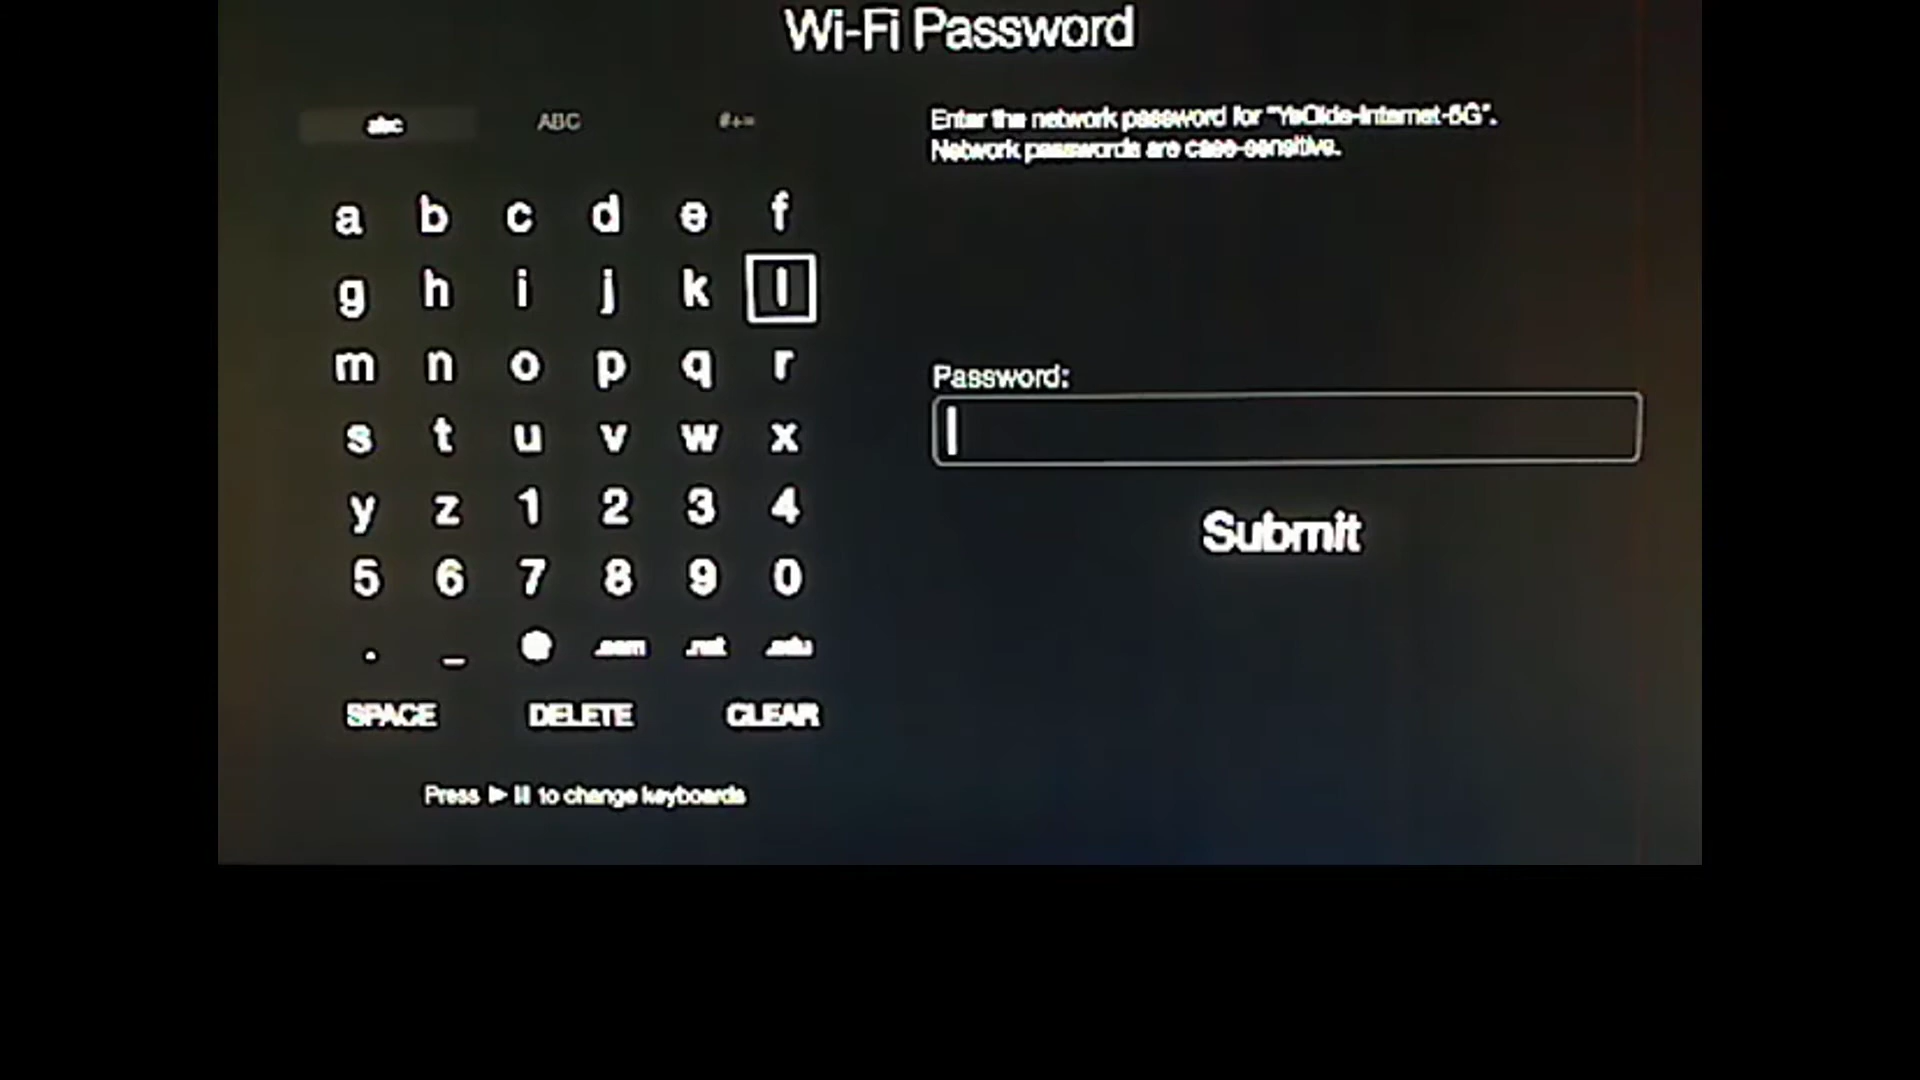 Wi-Fi Password
abc ABC #+=
Enter the network password for "YeOlde-Internet-5G".
Network passwords are case-sensitive.
a b c d e f
g h i j k l
m n o p q r
s t u v w x
y z 1 2 3 4
5 6 7 8 9 0
. _ @ .com .net .edu
SPACE DELETE CLEAR
Press ▶ II to change keyboards
Password:
Submit